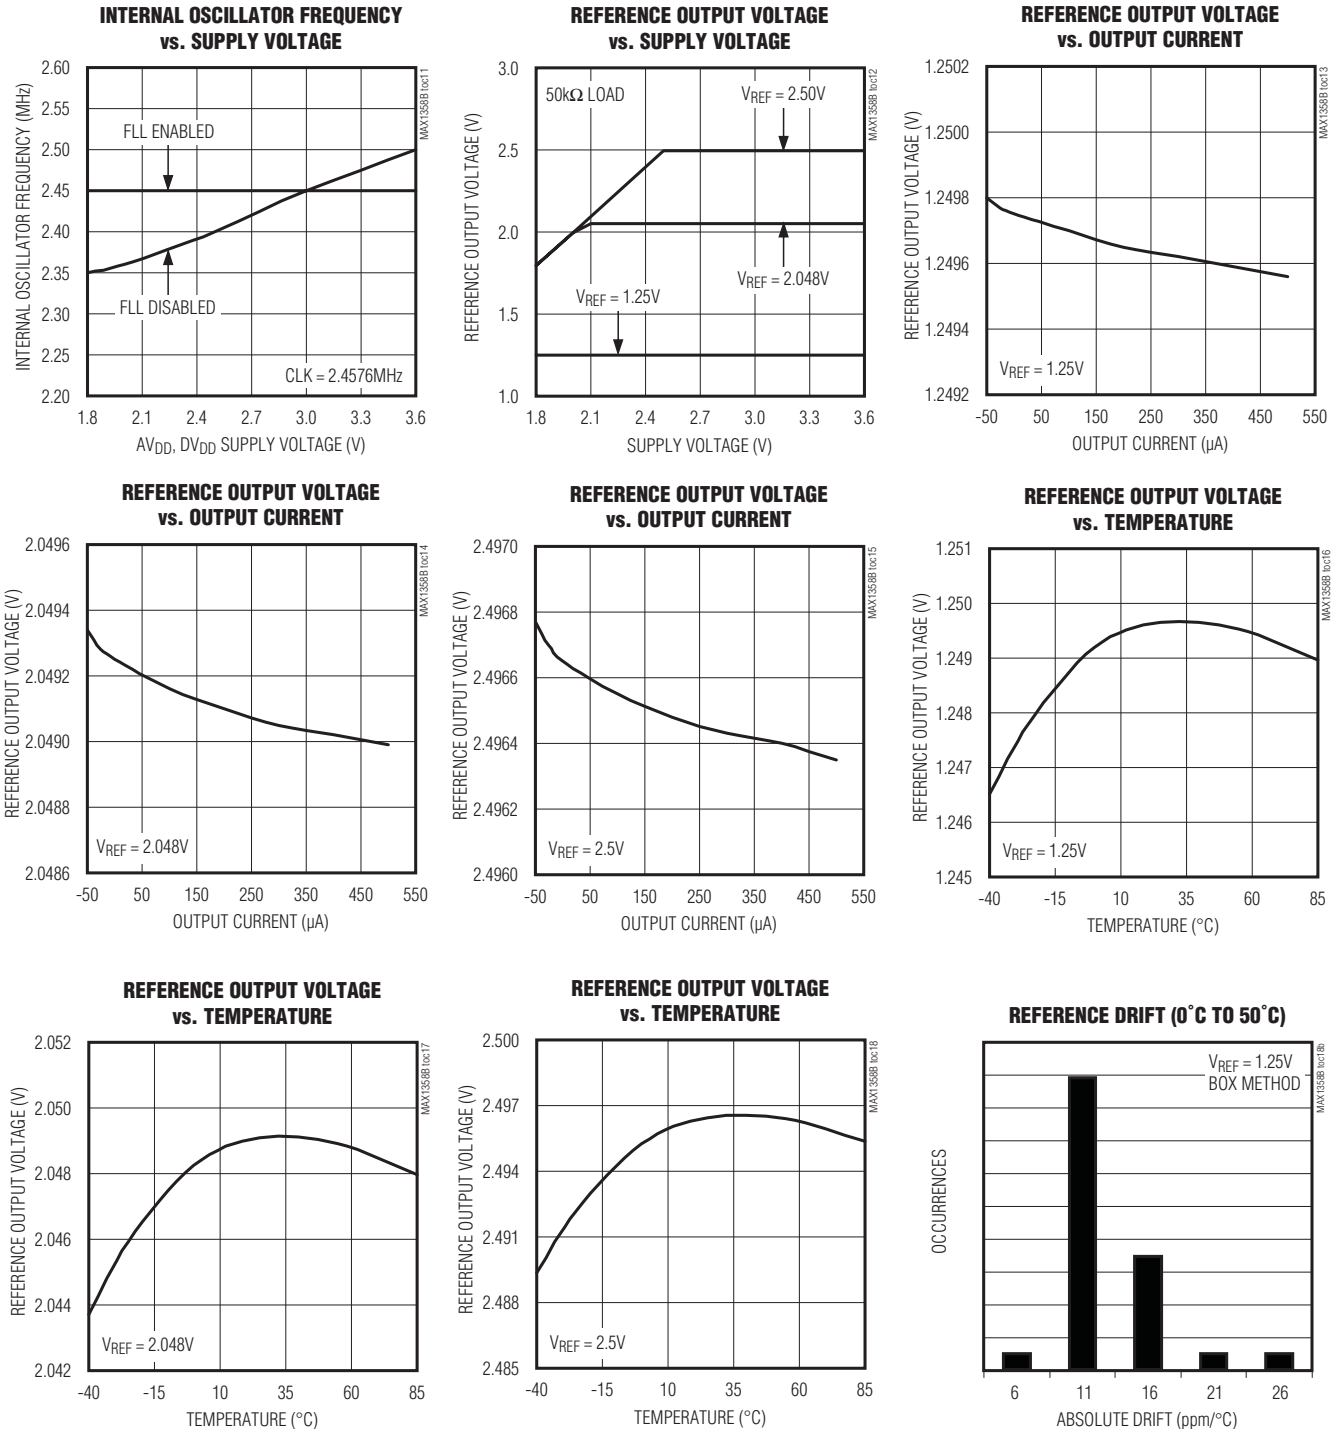 INTERNAL OSCILLATOR FREQUENCY
vs. SUPPLY VOLTAGE
INTERNAL OSCILLATOR FREQUENCY (MHz)
2.60
2.55
2.50
2.45
2.40
2.35
2.30
2.25
2.20
FLL ENABLED
FLL DISABLED
CLK = 2.4576MHz
MAX1358B toc11
1.8 2.1 2.4 2.7 3.0 3.3 3.6
AVDD, DVDD SUPPLY VOLTAGE (V)
REFERENCE OUTPUT VOLTAGE
vs. SUPPLY VOLTAGE
REFERENCE OUTPUT VOLTAGE (V)
3.0
2.5
2.0
1.5
1.0
50kΩ LOAD
VREF = 2.50V
VREF = 2.048V
VREF = 1.25V
MAX1358B toc12
1.8 2.1 2.4 2.7 3.0 3.3 3.6
SUPPLY VOLTAGE (V)
REFERENCE OUTPUT VOLTAGE
vs. OUTPUT CURRENT
REFERENCE OUTPUT VOLTAGE (V)
1.2502
1.2500
1.2498
1.2496
1.2494
1.2492
VREF = 1.25V
MAX1358B toc13
-50 50 150 250 350 450 550
OUTPUT CURRENT (µA)
REFERENCE OUTPUT VOLTAGE
vs. OUTPUT CURRENT
REFERENCE OUTPUT VOLTAGE (V)
2.0496
2.0494
2.0492
2.0490
2.0488
2.0486
VREF = 2.048V
MAX1358B toc14
-50 50 150 250 350 450 550
OUTPUT CURRENT (µA)
REFERENCE OUTPUT VOLTAGE
vs. OUTPUT CURRENT
REFERENCE OUTPUT VOLTAGE (V)
2.4970
2.4968
2.4966
2.4964
2.4962
2.4960
VREF = 2.5V
MAX1358B toc15
-50 50 150 250 350 450 550
OUTPUT CURRENT (µA)
REFERENCE OUTPUT VOLTAGE
vs. TEMPERATURE
REFERENCE OUTPUT VOLTAGE (V)
1.251
1.250
1.249
1.248
1.247
1.246
1.245
VREF = 1.25V
MAX1358B toc16
-40 -15 10 35 60 85
TEMPERATURE (°C)
REFERENCE OUTPUT VOLTAGE
vs. TEMPERATURE
REFERENCE OUTPUT VOLTAGE (V)
2.052
2.050
2.048
2.046
2.044
2.042
VREF = 2.048V
MAX1358B toc17
-40 -15 10 35 60 85
TEMPERATURE (°C)
REFERENCE OUTPUT VOLTAGE
vs. TEMPERATURE
REFERENCE OUTPUT VOLTAGE (V)
2.500
2.497
2.494
2.491
2.488
2.485
VREF = 2.5V
MAX1358B toc18
-40 -15 10 35 60 85
TEMPERATURE (°C)
REFERENCE DRIFT (0˚C TO 50˚C)
OCCURRENCES
VREF = 1.25V
BOX METHOD
MAX1358B toc18b
6 11 16 21 26
ABSOLUTE DRIFT (ppm/°C)